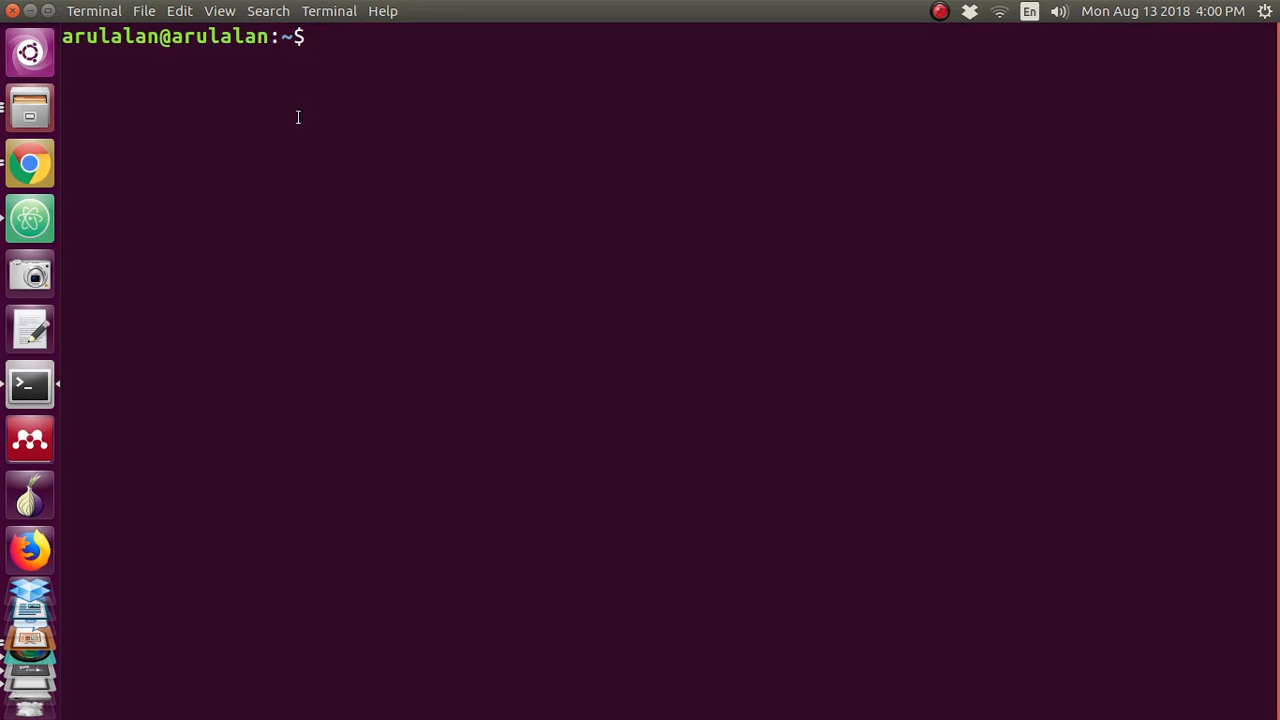 Terminal File Edit View Search Terminal Help En Mon Aug 13 2018 4:00 PM
arulalan@arulalan:~$
>_